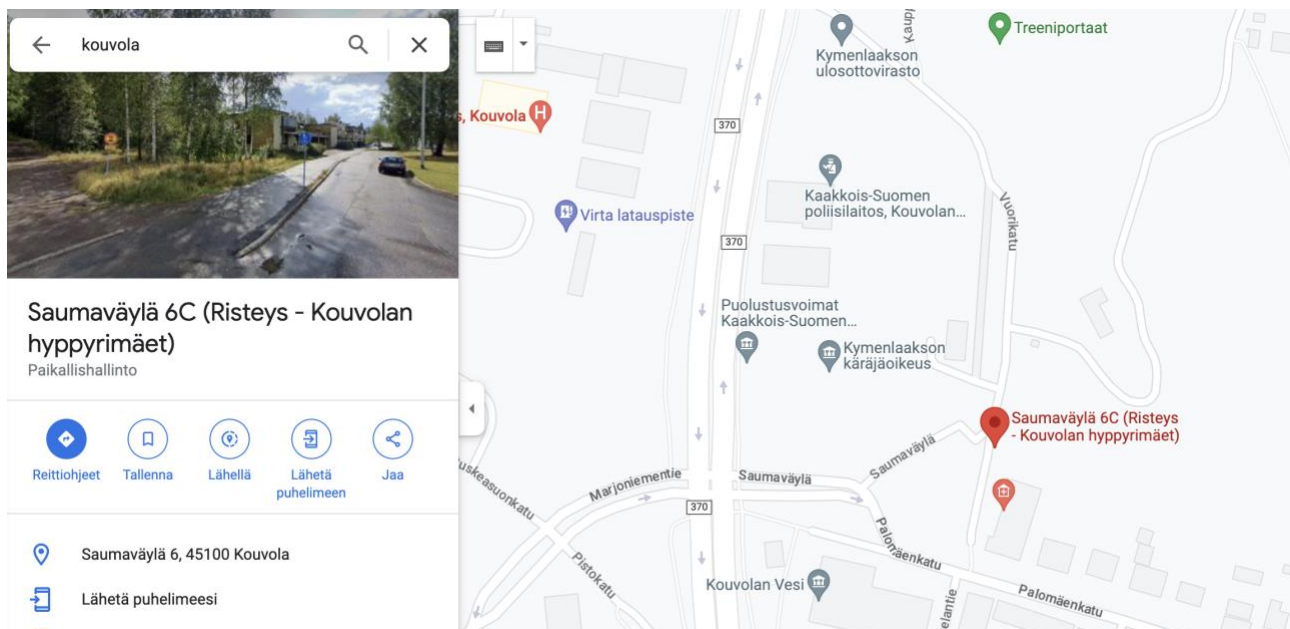 kouvola
Saumaväylä 6C (Risteys - Kouvolan
hyppyrimäet)
Paikallishallinto
Reittiohjeet
Tallenna
Lähellä
Lähetä
puhelimeen
Jaa
Saumaväylä 6, 45100 Kouvola
Lähetä puhelimeesi
Kymenlaakson
ulosottovirasto
Treeniportaat
s, Kouvola
H
370
Kaakkois-Suomen
poliisilaitos, Kouvolan...
Vuorikatu
Virta latauspiste
370
Puolustusvoimat
Kaakkois-Suomen...
Kymenlaakson
käräjäoikeus
Saumaväylä 6C (Risteys
- Kouvolan hyppyrimäet)
Saumaväylä
Marjoniementie
Saumaväylä
370
uskeasuonkatu
Pistokatu
Palomäenkatu
Kouvolan Vesi
Palomäenkatu
elantie